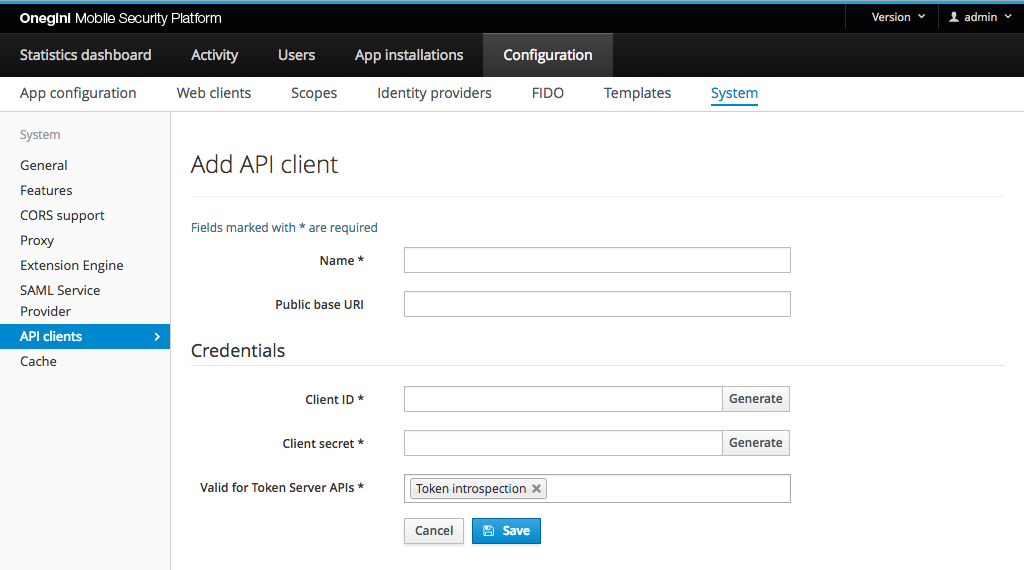 Onegini Mobile Security Platform Version admin
Statistics dashboard Activity Users App installations Configuration
App configuration Web clients Scopes Identity providers FIDO Templates System
System
General
Features
CORS support
Proxy
Extension Engine
SAML Service
Provider
API clients
Cache
Add API client
Fields marked with * are required
Name *
Public base URI
Credentials
Client ID * Generate
Client secret * Generate
Valid for Token Server APIs * Token introspection
Cancel Save